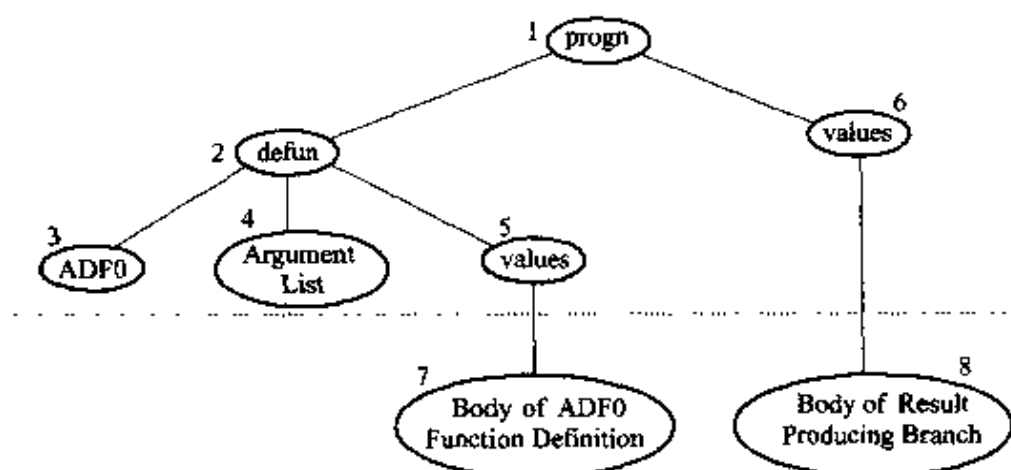 1 progn
6
values
2 defun
3
ADF0
4
Argument
List
5
values
7
Body of ADF0
Function Definition
8
Body of Result
Producing Branch